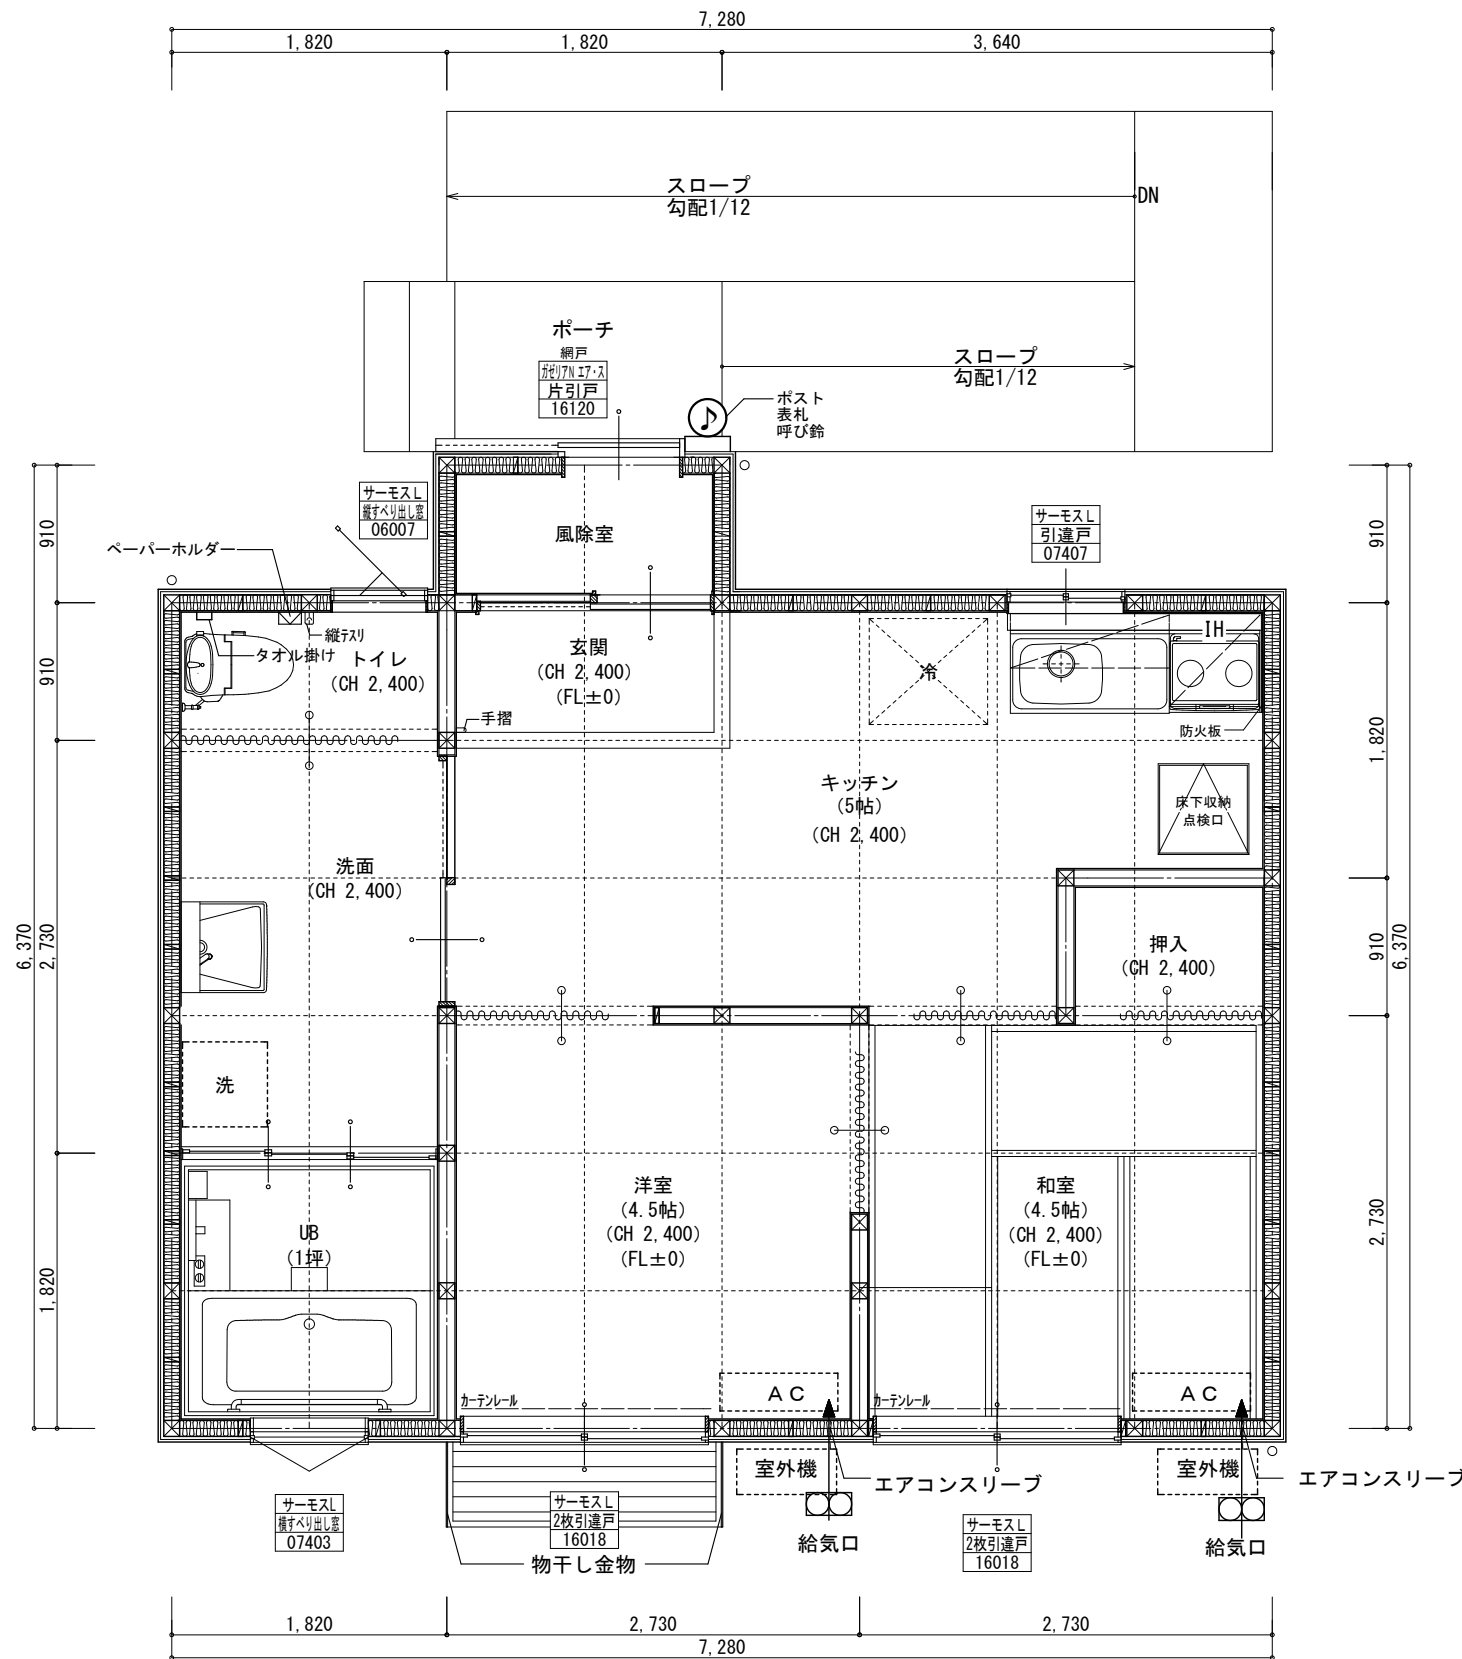 7,280
1,820
1,820
3,640
スロープ
勾配1/12
DN
ポーチ
網戸
ガゼリアN エア・ス
片引戸
16120
スロープ
勾配1/12
ポスト
表札
呼び鈴
サーモスL
縦すべり出し窓
06007
サーモスL
引違戸
07407
風除室
ペーパーホルダー
縦テスリ
タオル掛け
トイレ
(CH 2,400)
玄関
(CH 2,400)
(FL±0)
手摺
冷
IH
防火板
キッチン
(5帖)
(CH 2,400)
床下収納
点検口
洗面
(CH 2,400)
押入
(CH 2,400)
洗
洋室
(4.5帖)
(CH 2,400)
(FL±0)
和室
(4.5帖)
(CH 2,400)
(FL±0)
UB
(1坪)
カーテンレール
AC
カーテンレール
AC
室外機
エアコンスリーブ
室外機
エアコンスリーブ
給気口
給気口
サーモスL
横すべり出し窓
07403
サーモスL
2枚引違戸
16018
サーモスL
2枚引違戸
16018
物干し金物
910
910
2,730
1,820
6,370
910
1,820
910
2,730
6,370
1,820
2,730
2,730
7,280